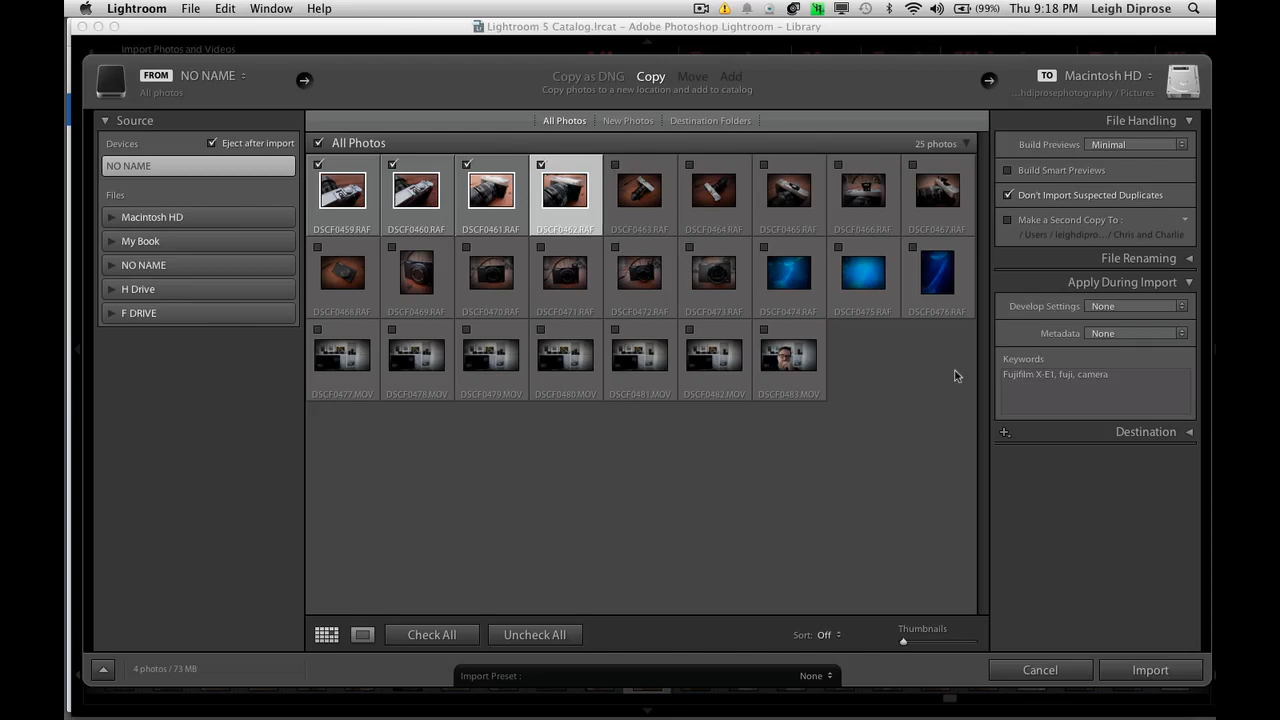 Lightroom File Edit Window Help (99%) Thu 9:18 PM Leigh Diprose
Lightroom 5 Catalog.lrcat - Adobe Photoshop Lightroom - Library
Import Photos and Videos
FROM NO NAME
All photos
Copy as DNG Copy Move Add
Copy photos to a new location and add to catalog
TO Macintosh HD
...hdiprosephotography / Pictures
Source
Devices Eject after import
NO NAME
Files
Macintosh HD
My Book
NO NAME
H Drive
F DRIVE
All Photos New Photos Destination Folders
All Photos 25 photos
DSCF0459.RAF DSCF0460.RAF DSCF0461.RAF DSCF0462.RAF DSCF0463.RAF DSCF0464.RAF DSCF0465.RAF DSCF0466.RAF DSCF0467.RAF
DSCF0468.RAF DSCF0469.RAF DSCF0470.RAF DSCF0471.RAF DSCF0472.RAF DSCF0473.RAF DSCF0474.RAF DSCF0475.RAF DSCF0476.RAF
DSCF0477.MOV DSCF0478.MOV DSCF0479.MOV DSCF0480.MOV DSCF0481.MOV DSCF0482.MOV DSCF0483.MOV
File Handling
Build Previews Minimal
Build Smart Previews
Don't Import Suspected Duplicates
Make a Second Copy To :
/ Users / leighdipro... / Chris and Charlie
File Renaming
Apply During Import
Develop Settings None
Metadata None
Keywords
Fujifilm X-E1, fuji, camera
Destination
Check All Uncheck All Sort: Off Thumbnails
4 photos / 73 MB
Import Preset : None
Cancel Import